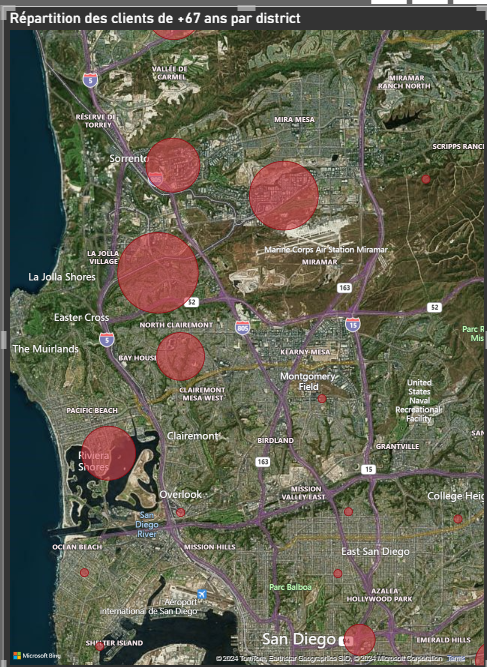 Répartition des clients de +67 ans par district
5
VALLÉE DE
CARMEL
MIRAMAR
RANCH NORTH
RÉSERVE DE
TORREY
MIRA MESA
SCRIPPS RANC
Sorrento
LA JOLLA
VILLAGE
Marine Corps Air Station Miramar
MIRAMAR
La Jolla Shores
163
52
52
Easter Cross
NORTH CLAIREMONT
805
15
5
Parc R
Mis
The Muirlands
BAY HOUS
KEARNY MESA
Montgomery
Field
CLAIREMONT
MESA WEST
United
States
Naval
Recreational
Facility
PACIFIC BEACH
Clairemont
BIRDLAND
GRANTVILLE
SAN
Riviera
Shores
163
15
MISSION
VALLEY EAST
College Heig
Overlook
San
Diego
River
OCEAN BEACH
MISSION HILLS
East San Diego
Parc Balboa
AZALEA
HOLLYWOOD PARK
Aéroport
international de San Diego
SHELTER ISLAND
San Diego
EMERALD HILLS
Microsoft Bing
© 2024 TomTom, Earthstar Geographics SIO, © 2024 Microsoft Corporation Terms